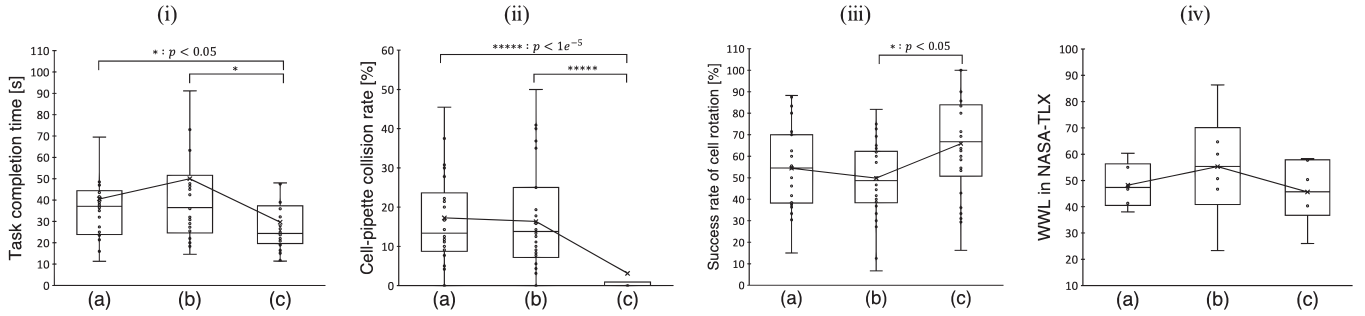 (i)
* : p < 0.05
*
Task completion time [s]
110
100
90
80
70
60
50
40
30
20
10
0
(a) (b) (c)
(ii)
***** : p < 1e⁻⁵
*****
Cell-pipette collision rate [%]
60
50
40
30
20
10
0
(a) (b) (c)
(iii)
* : p < 0.05
Success rate of cell rotation [%]
110
100
90
80
70
60
50
40
30
20
10
0
(a) (b) (c)
(iv)
WWL in NASA-TLX
100
90
80
70
60
50
40
30
20
10
(a) (b) (c)